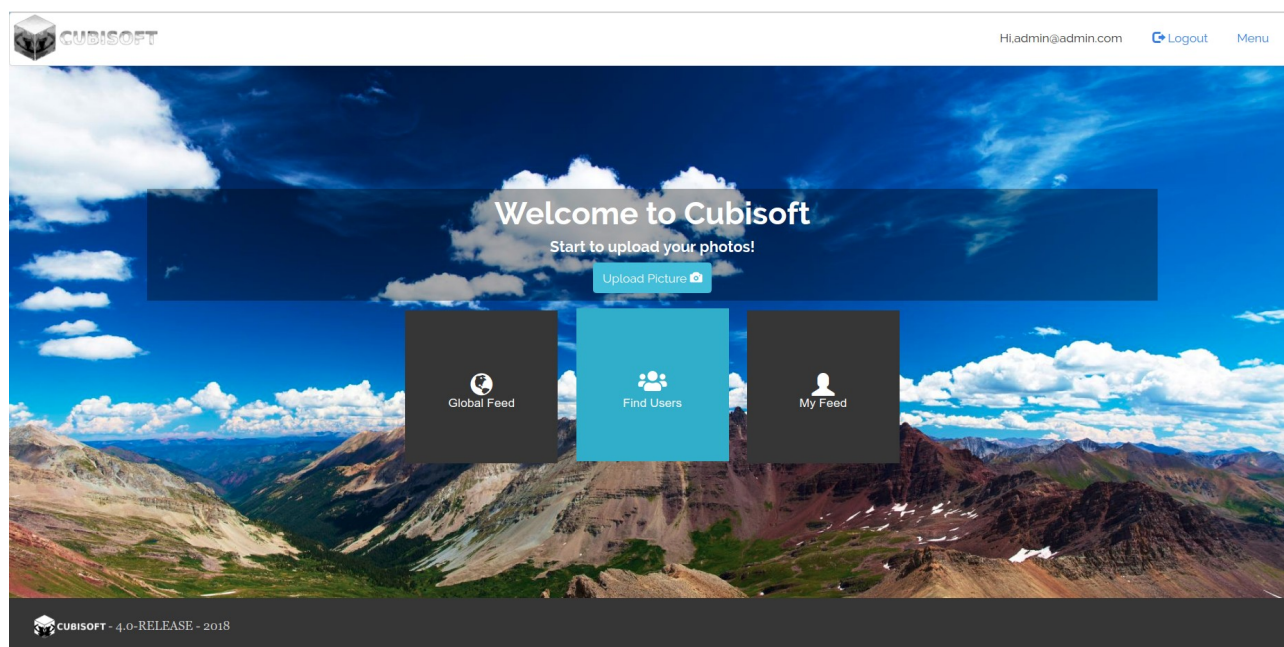 CUBISOFT
Hi,admin@admin.com Logout Menu
Welcome to Cubisoft
Start to upload your photos!
Upload Picture
Global Feed Find Users My Feed
CUBISOFT - 4.0-RELEASE - 2018